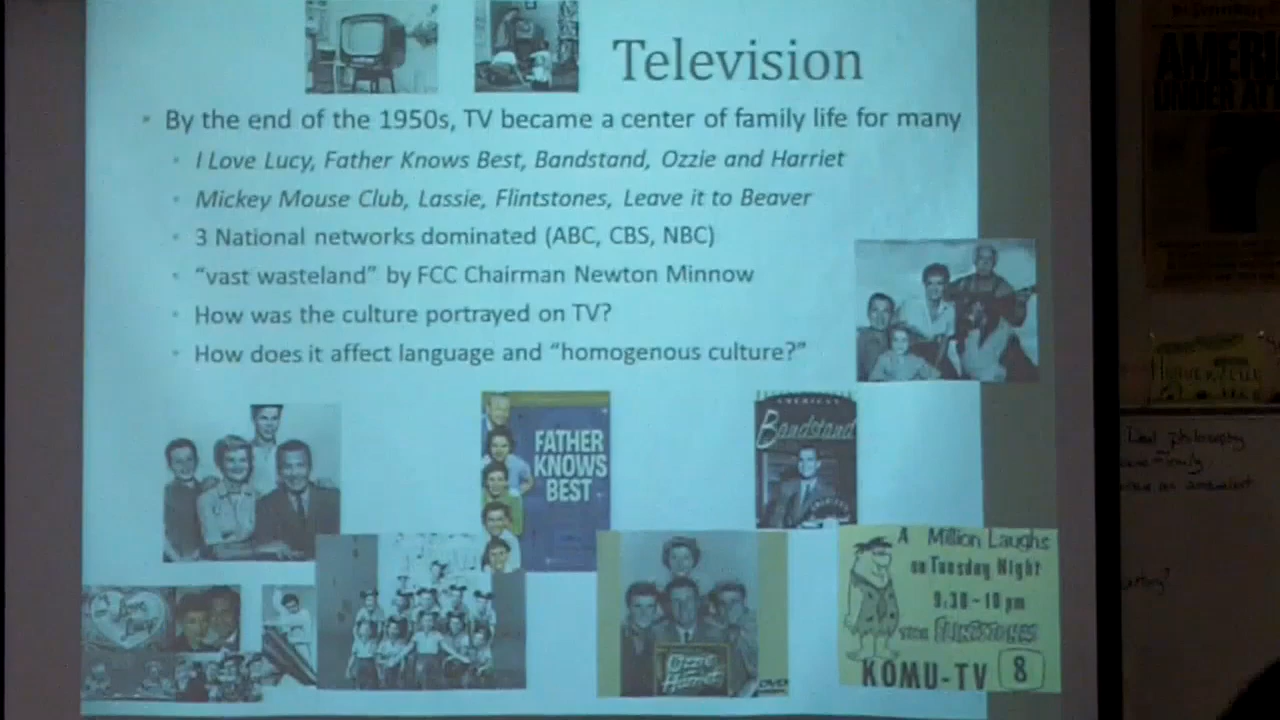 Television
By the end of the 1950s, TV became a center of family life for many
I Love Lucy, Father Knows Best, Bandstand, Ozzie and Harriet
Mickey Mouse Club, Lassie, Flintstones, Leave it to Beaver
3 National networks dominated (ABC, CBS, NBC)
"vast wasteland" by FCC Chairman Newton Minnow
How was the culture portrayed on TV?
How does it affect language and "homogenous culture?"
FATHER
KNOWS
BEST
AMERICAN
Bandstand
A Million Laughs
on Tuesday Night
9:30-10 pm
THE FLINTSTONES
KOMU-TV 8
Ozzie
Harriet
DVD
AMERI
UNDER AT
philosophy